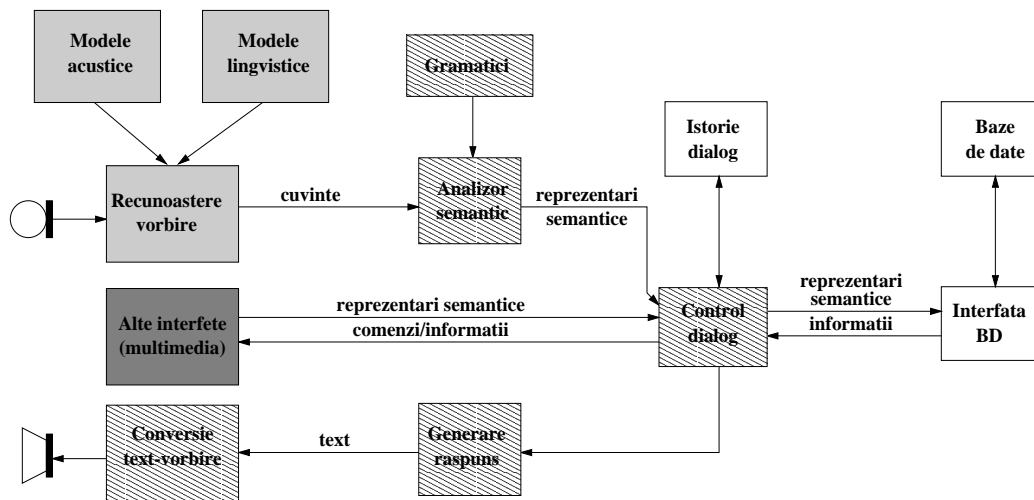 Modele
acustice
Modele
lingvistice
Gramatici
Istorie
dialog
Baze
de date
Recunoastere
vorbire
cuvinte
Analizor
semantic
reprezentari
semantice
Alte interfete
(multimedia)
reprezentari semantice
comenzi/informatii
Control
dialog
reprezentari
semantice
informatii
Interfata
BD
Conversie
text-vorbire
text
Generare
raspuns